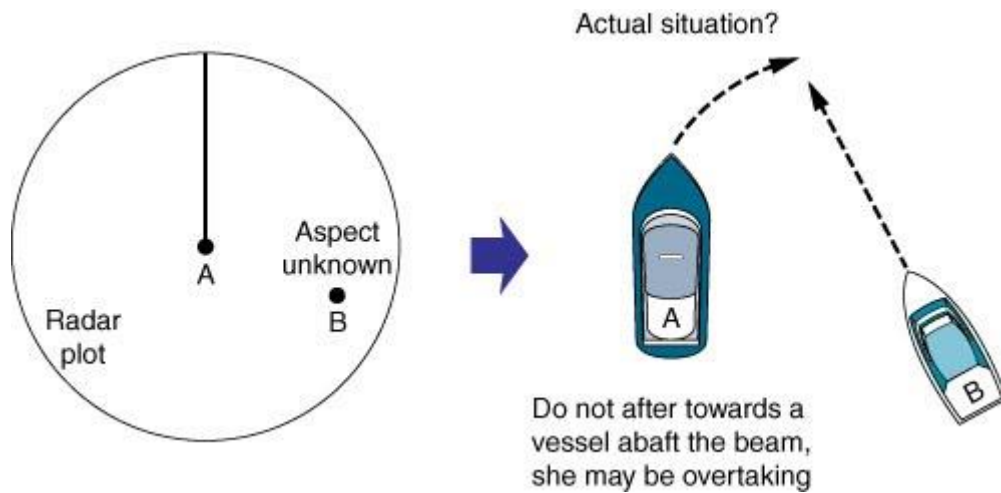 Actual situation?
Aspect
unknown
A
B
Radar
plot
A
B
Do not after towards a
vessel abaft the beam,
she may be overtaking